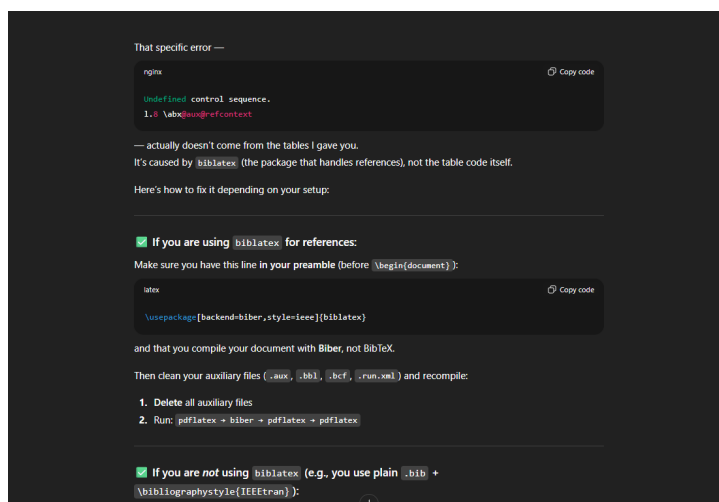 That specific error —
nginx
Copy code
Undefined control sequence.
l.8 \abx@aux@refcontext
— actually doesn't come from the tables I gave you.
It's caused by biblatex (the package that handles references), not the table code itself.
Here's how to fix it depending on your setup:
✅ If you are using biblatex for references:
Make sure you have this line in your preamble (before \begin{document}):
latex
Copy code
\usepackage[backend=biber,style=ieee]{biblatex}
and that you compile your document with Biber, not BibTeX.
Then clean your auxiliary files (.aux, .bbl, .bcf, .run.xml) and recompile:
1. Delete all auxiliary files
2. Run: pdflatex → biber → pdflatex → pdflatex
✅ If you are not using biblatex (e.g., you use plain .bib +
\bibliographystyle{IEEEtran}):